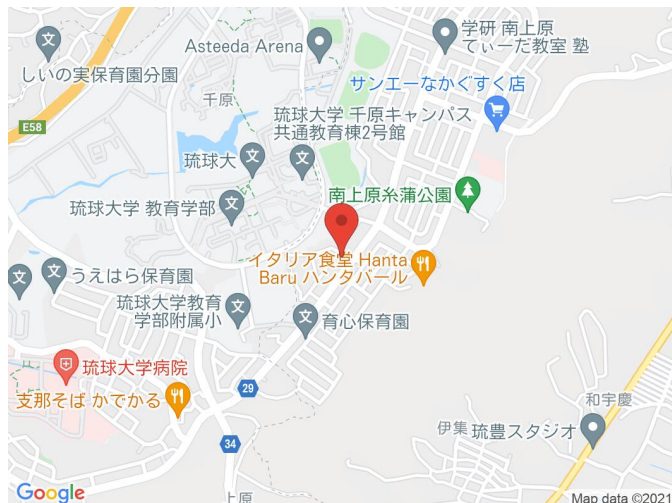 学研 南上原
てぃーだ教室 塾
Asteeda Arena
しいの実保育園分園
千原
サンエーなかぐすく店
E58
琉球大学 千原キャンパス
共通教育棟2号館
琉球大
琉球大学 教育学部
南上原糸蒲公園
イタリア食堂 Hanta
Baru ハンタバール
うえはら保育園
琉球大学教育
学部附属小
育心保育園
琉球大学病院
29
支那そば かでかる
和宇慶
伊集
琉豊スタジオ
34
上原
Google
Map data ©2021